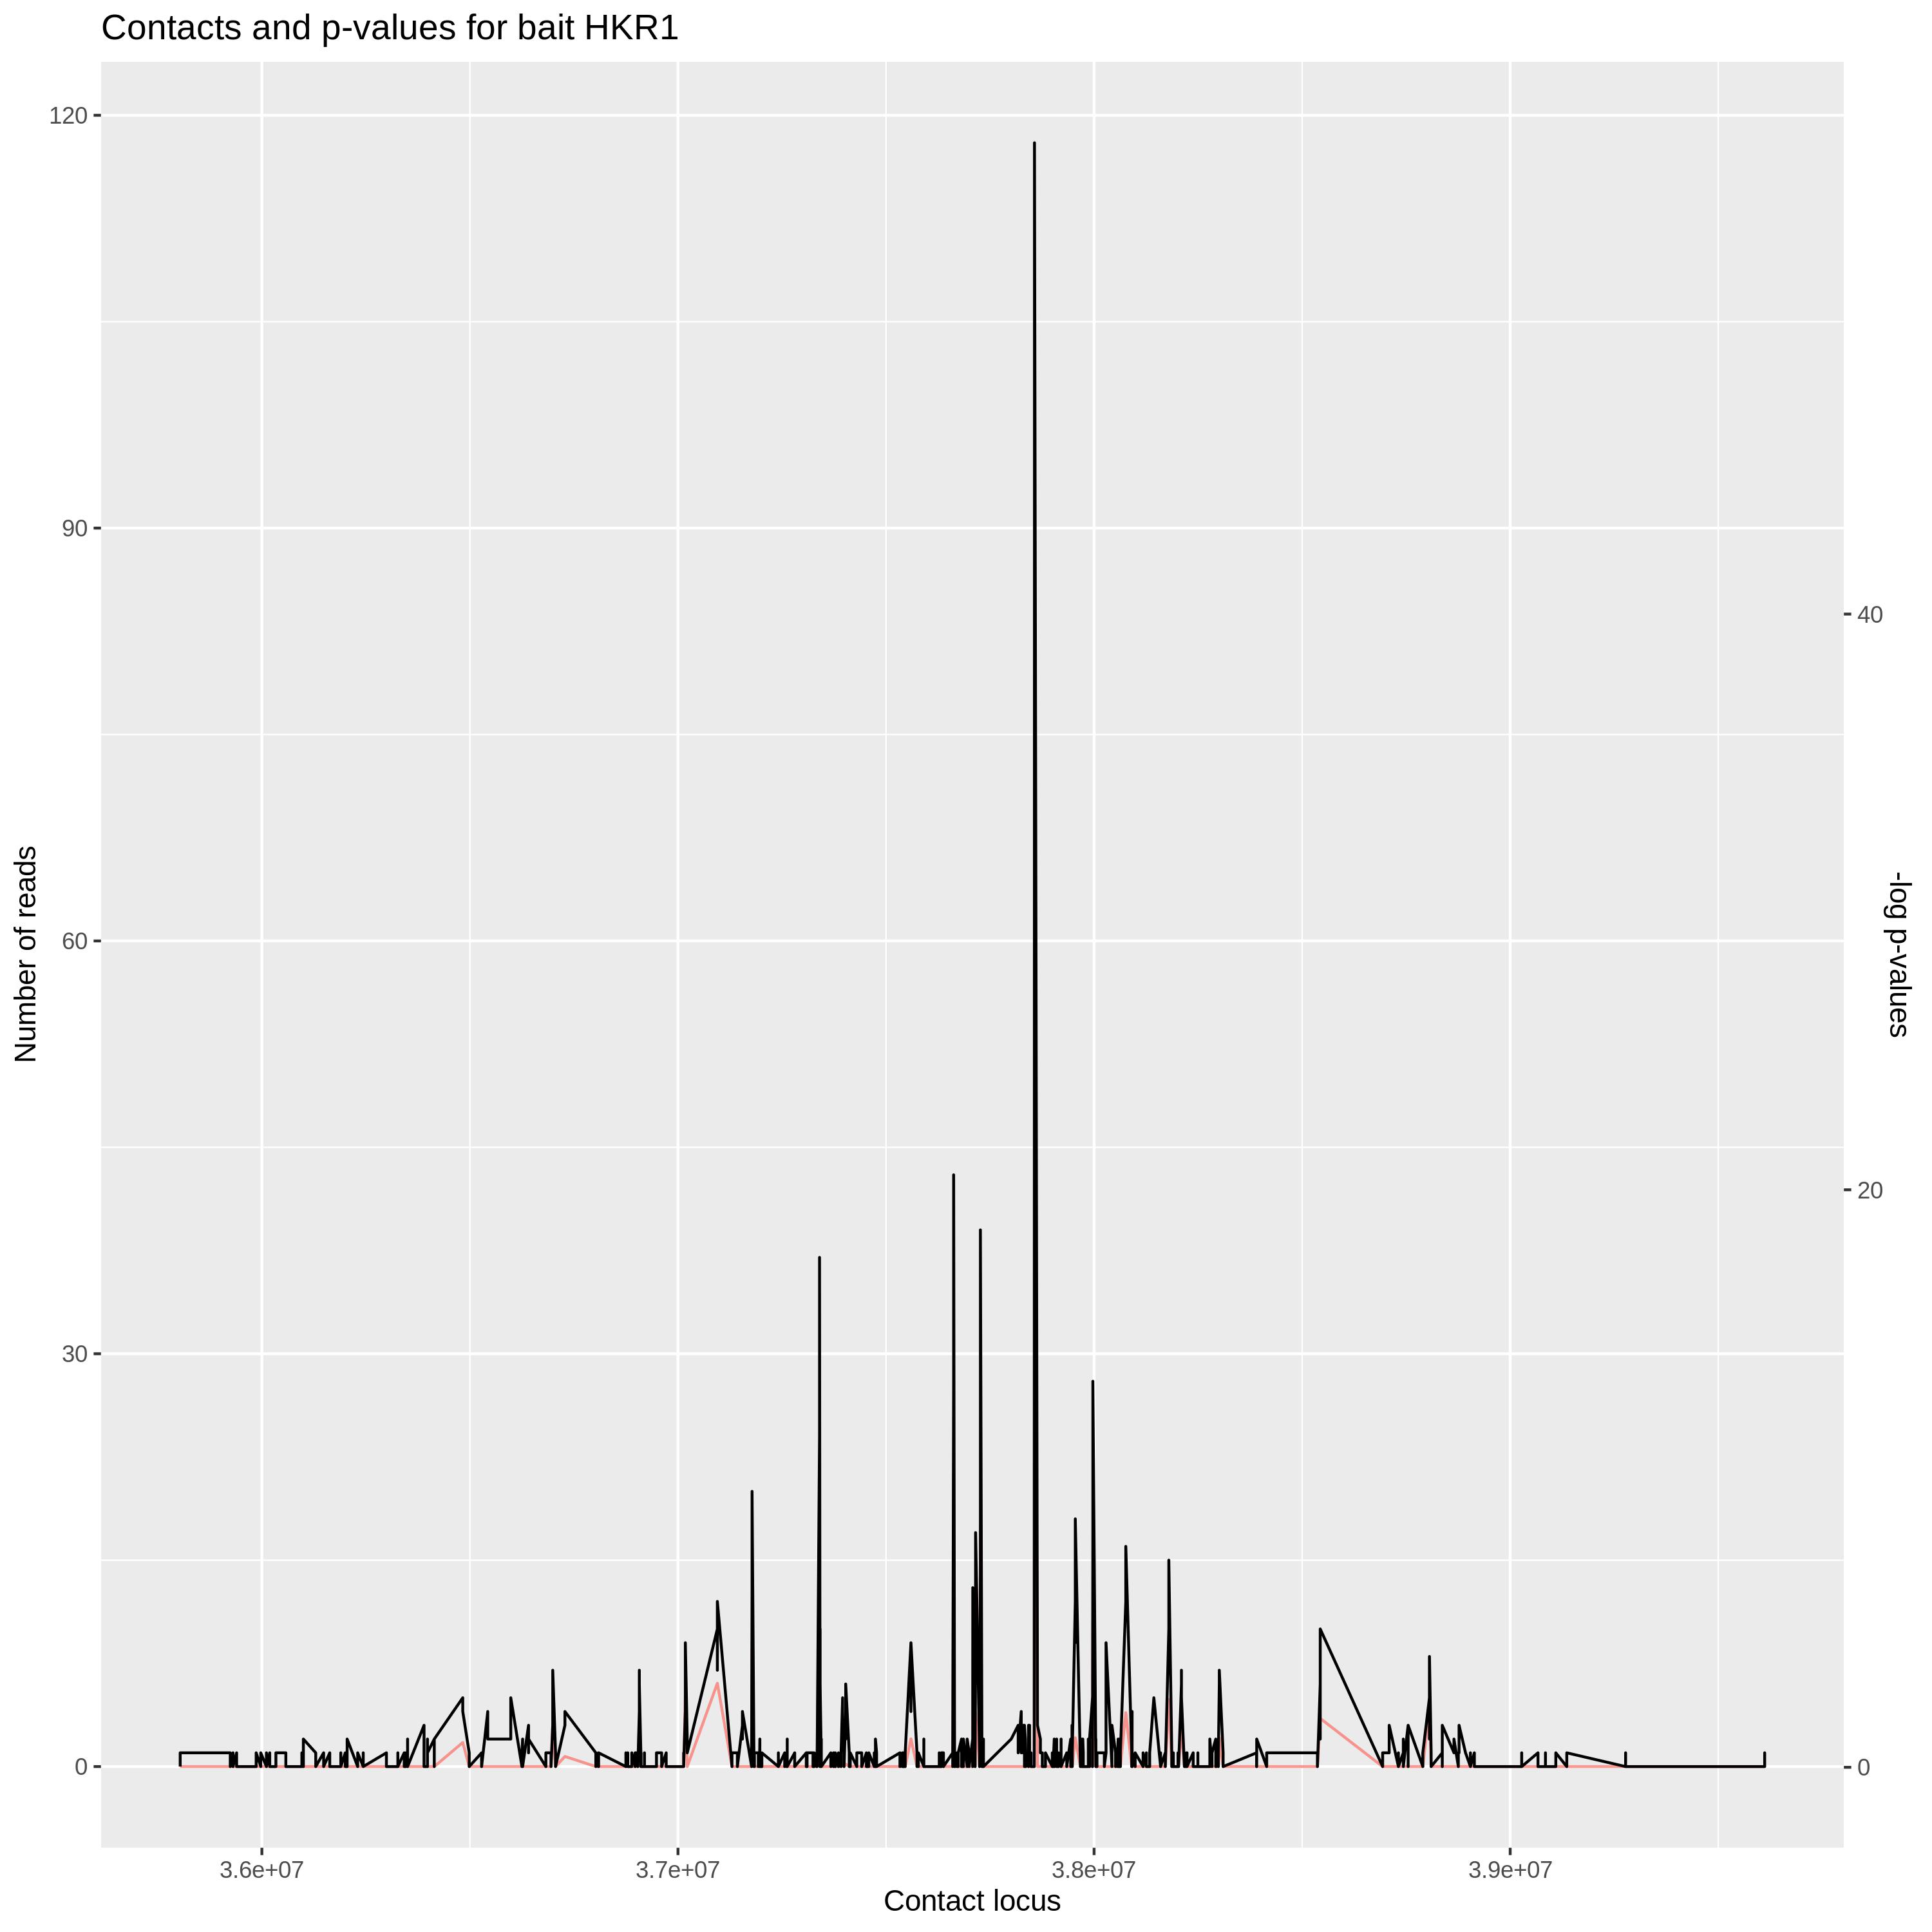 Contacts and p-values for bait HKR1
120
90
60
30
0
Number of reads
40
20
0
-log p-values
3.6e+07
3.7e+07
3.8e+07
3.9e+07
Contact locus